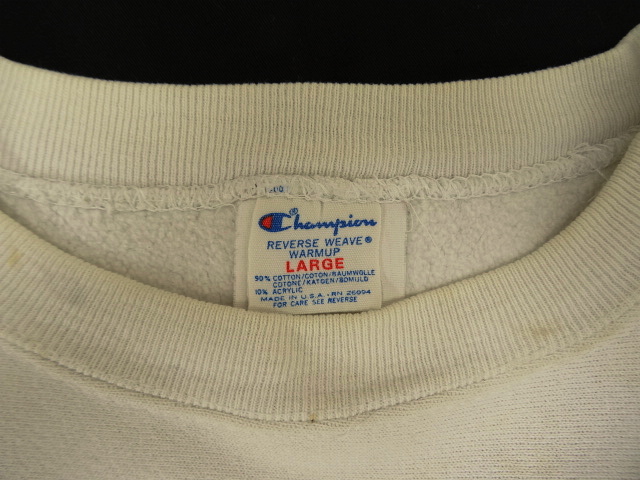 Champion
REVERSE WEAVE®
WARMUP
LARGE
90% COTTON/COTON/BAUMWOLLE
COTONE/KATOEN/BOMULD
10% ACRYLIC
MADE IN U.S.A. RN 26094
FOR CARE SEE REVERSE